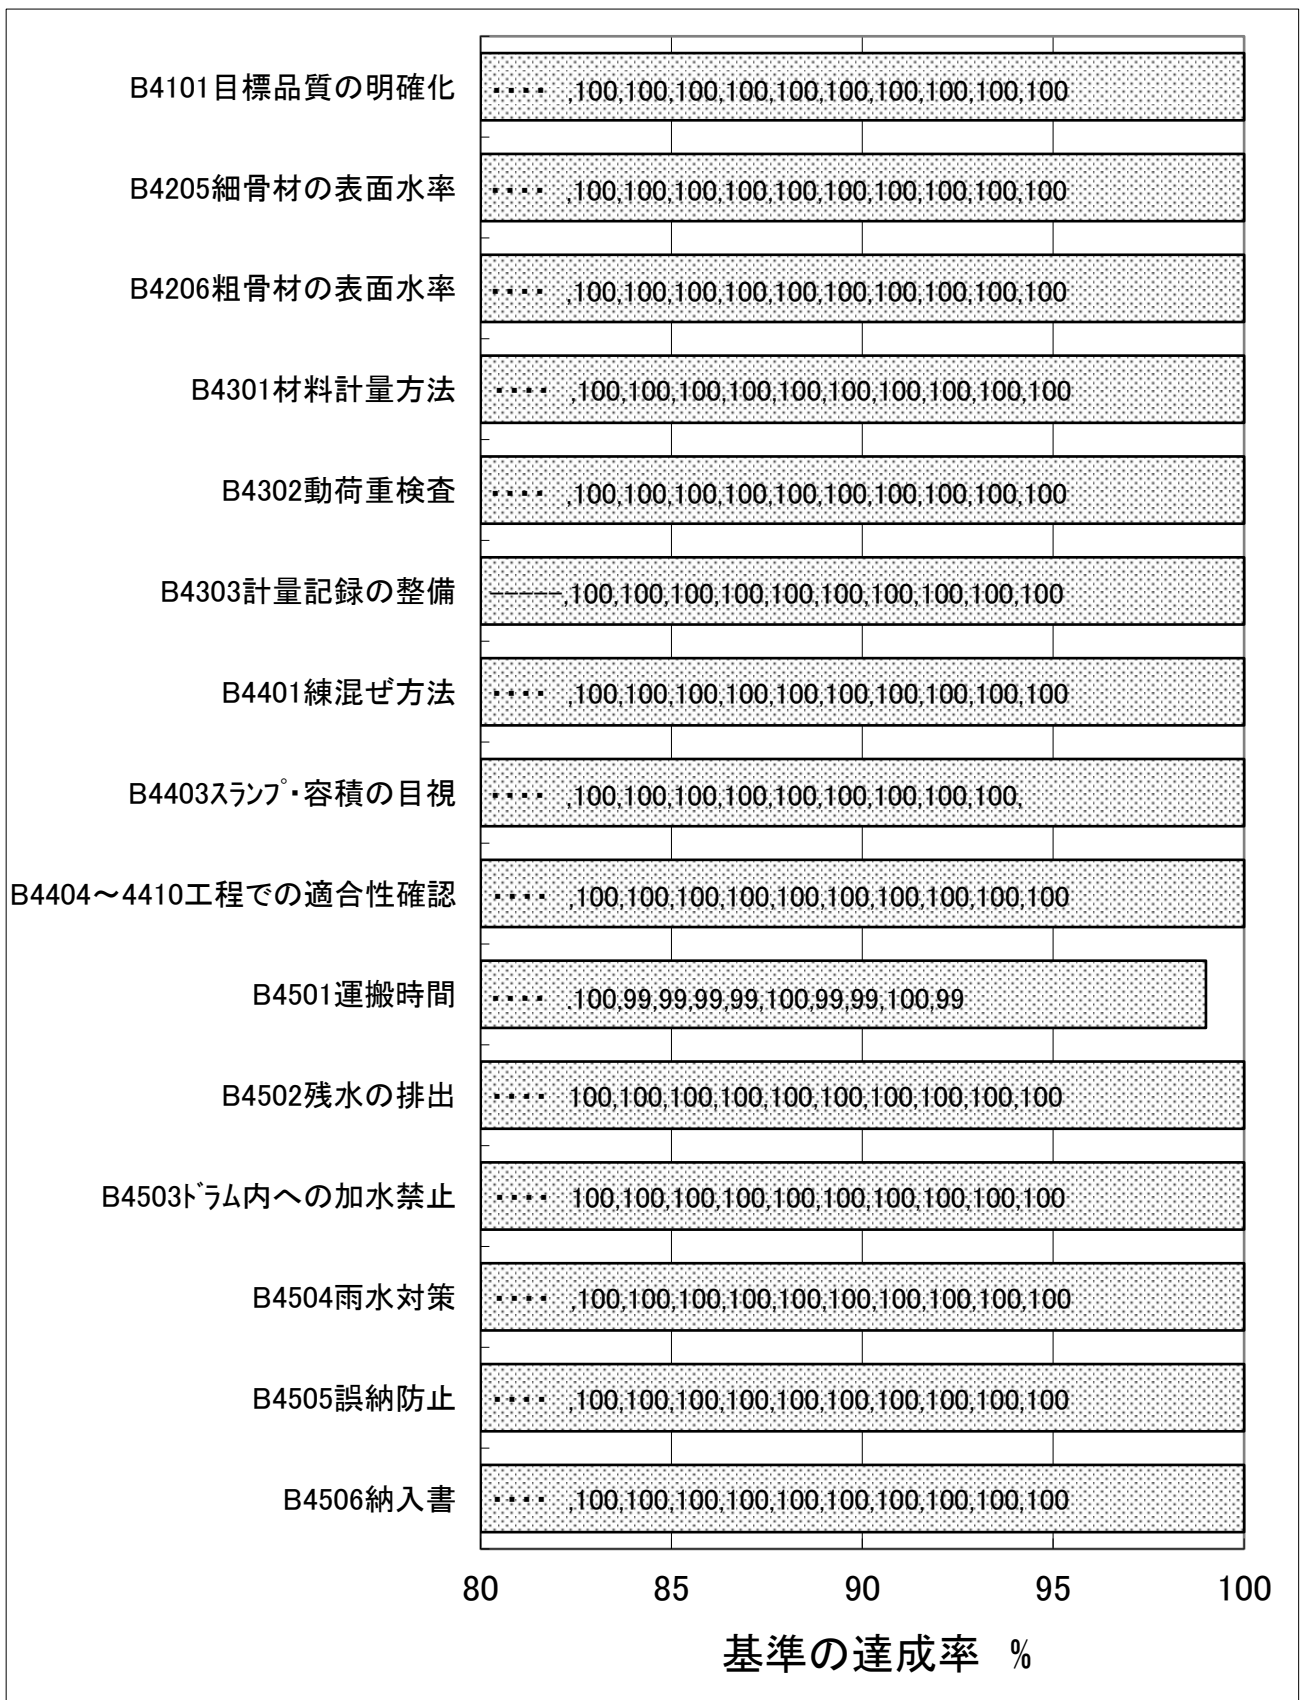 B4101目標品質の明確化 ････ ,100,100,100,100,100,100,100,100,100,100
B4205細骨材の表面水率 ････ ,100,100,100,100,100,100,100,100,100,100
B4206粗骨材の表面水率 ････ ,100,100,100,100,100,100,100,100,100,100
B4301材料計量方法 ････ ,100,100,100,100,100,100,100,100,100,100
B4302動荷重検査 ････ ,100,100,100,100,100,100,100,100,100,100
B4303計量記録の整備 -----,100,100,100,100,100,100,100,100,100,100
B4401練混ぜ方法 ････ ,100,100,100,100,100,100,100,100,100,100
B4403ｽﾗﾝﾌﾟ･容積の目視 ････ ,100,100,100,100,100,100,100,100,100,
B4404～4410工程での適合性確認 ････ ,100,100,100,100,100,100,100,100,100,100
B4501運搬時間 ････ .100,99,99,99,99,100,99,99,100,99
B4502残水の排出 ････ 100,100,100,100,100,100,100,100,100,100
B4503ﾄﾞﾗﾑ内への加水禁止 ････ 100,100,100,100,100,100,100,100,100,100
B4504雨水対策 ････ ,100,100,100,100,100,100,100,100,100,100
B4505誤納防止 ････ ,100,100,100,100,100,100,100,100,100,100
B4506納入書 ････ ,100,100,100,100,100,100,100,100,100,100
80 85 90 95 100
基準の達成率 %